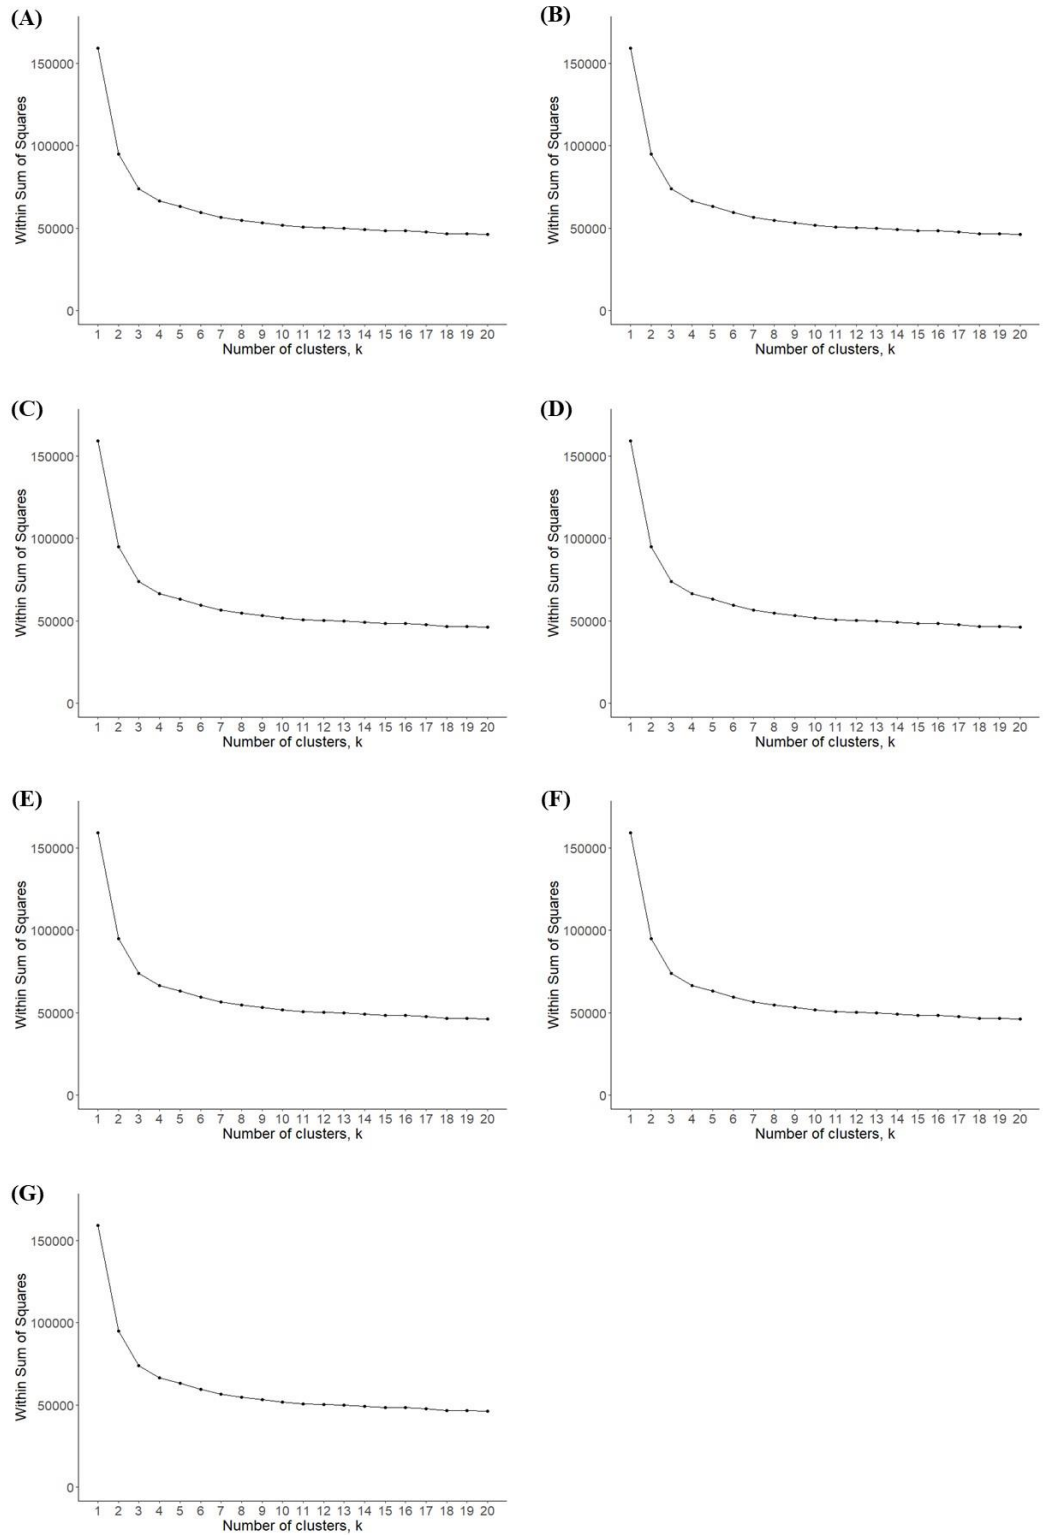 (A)
Within Sum of Squares
150000
100000
50000
0
1 2 3 4 5 6 7 8 9 10 11 12 13 14 15 16 17 18 19 20
Number of clusters, k
(B)
Within Sum of Squares
150000
100000
50000
0
1 2 3 4 5 6 7 8 9 10 11 12 13 14 15 16 17 18 19 20
Number of clusters, k
(C)
Within Sum of Squares
150000
100000
50000
0
1 2 3 4 5 6 7 8 9 10 11 12 13 14 15 16 17 18 19 20
Number of clusters, k
(D)
Within Sum of Squares
150000
100000
50000
0
1 2 3 4 5 6 7 8 9 10 11 12 13 14 15 16 17 18 19 20
Number of clusters, k
(E)
Within Sum of Squares
150000
100000
50000
0
1 2 3 4 5 6 7 8 9 10 11 12 13 14 15 16 17 18 19 20
Number of clusters, k
(F)
Within Sum of Squares
150000
100000
50000
0
1 2 3 4 5 6 7 8 9 10 11 12 13 14 15 16 17 18 19 20
Number of clusters, k
(G)
Within Sum of Squares
150000
100000
50000
0
1 2 3 4 5 6 7 8 9 10 11 12 13 14 15 16 17 18 19 20
Number of clusters, k